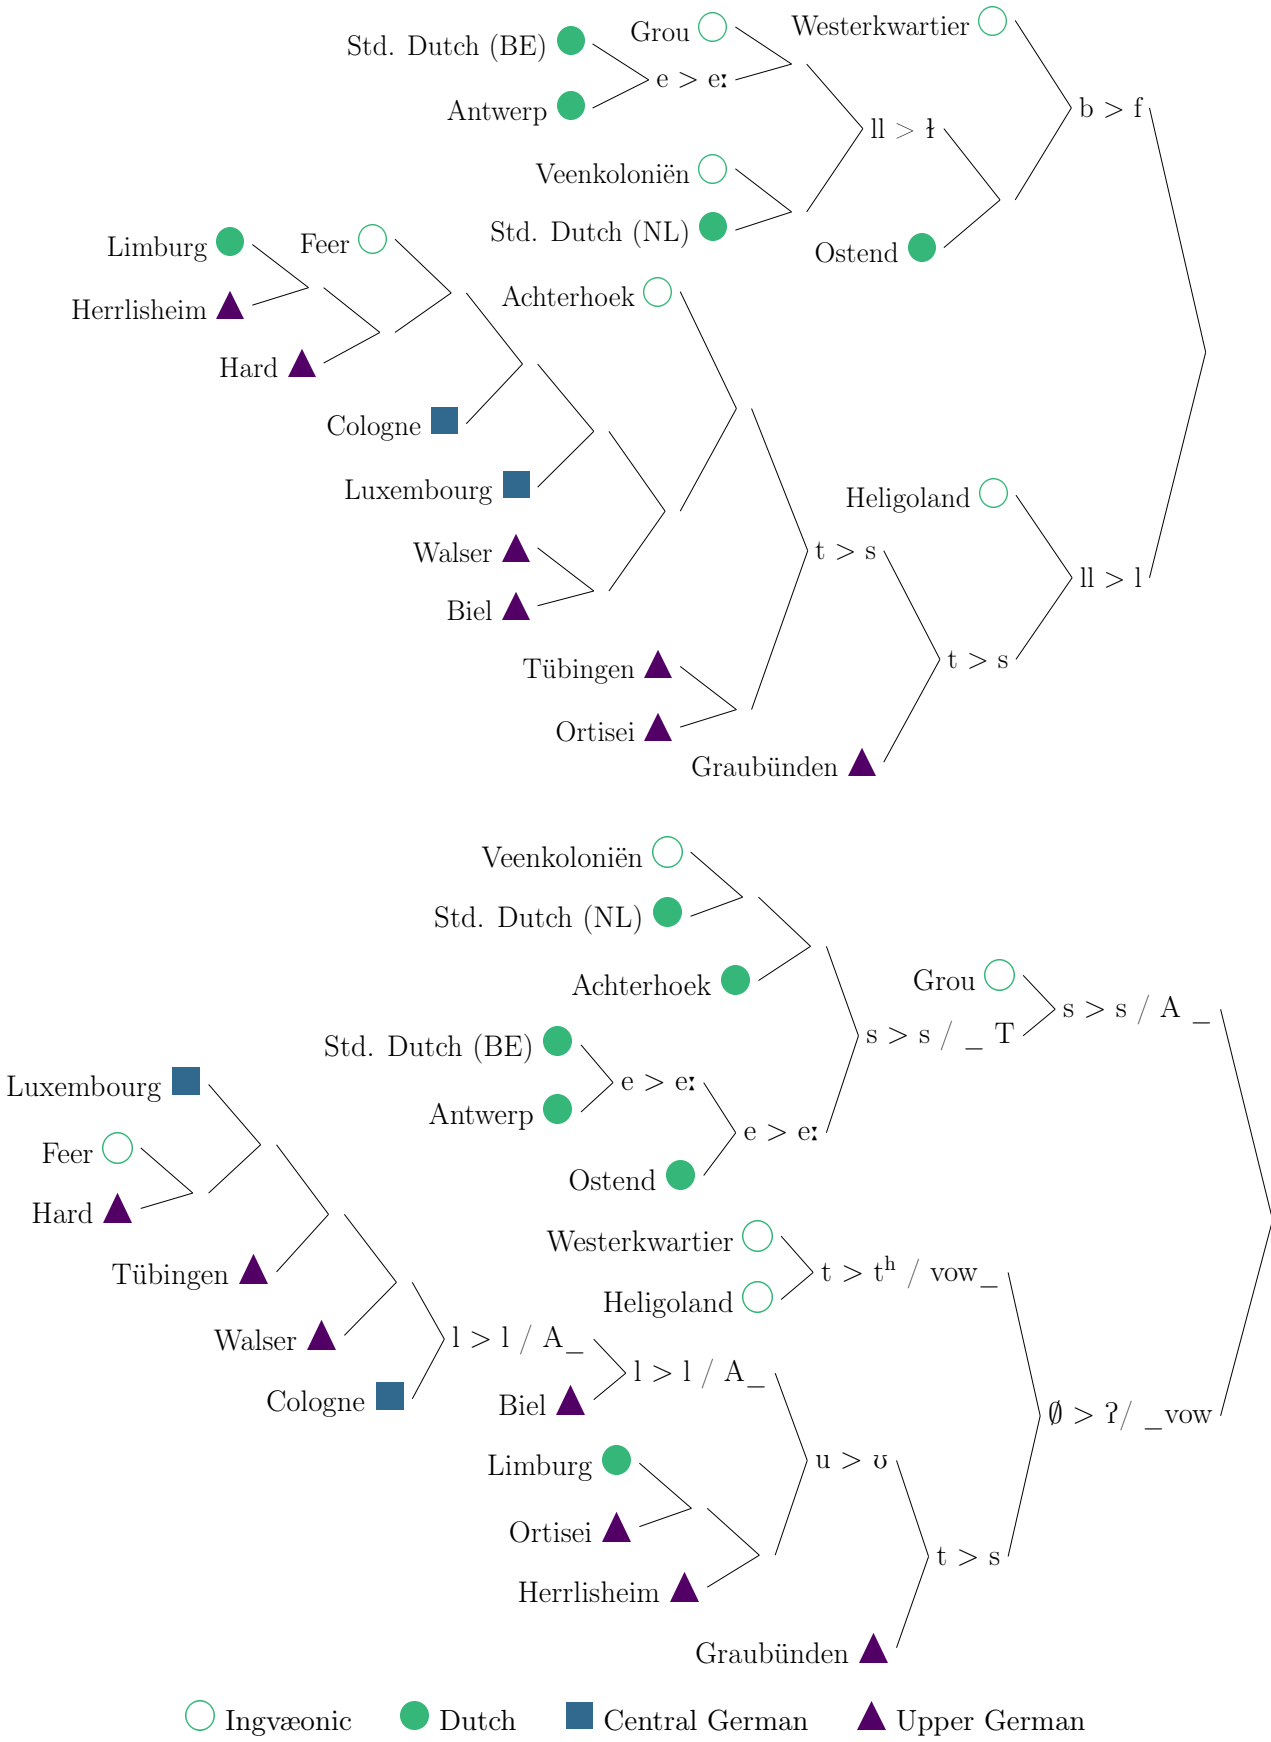 Westerkwartier
Grou
Std. Dutch (BE)
e > eː
Antwerp
b > f
ll > ɫ
Veenkoloniën
Std. Dutch (NL)
Limburg
Feer
Ostend
Achterhoek
Herrlisheim
Hard
Cologne
Luxembourg
Heligoland
Walser
t > s
ll > l
Biel
Tübingen
t > s
Ortisei
Graubünden
Veenkoloniën
Std. Dutch (NL)
Achterhoek
Grou
s > s / A _
s > s / _ T
Std. Dutch (BE)
e > eː
Luxembourg
Antwerp
e > eː
Feer
Ostend
Hard
Westerkwartier
Tübingen
t > tʰ / vow_
Heligoland
Walser
l > l / A_
l > l / A_
Cologne
Biel
∅ > ʔ/ _vow
Limburg
u > ʊ
Ortisei
t > s
Herrlisheim
Graubünden
Ingvæonic Dutch Central German Upper German